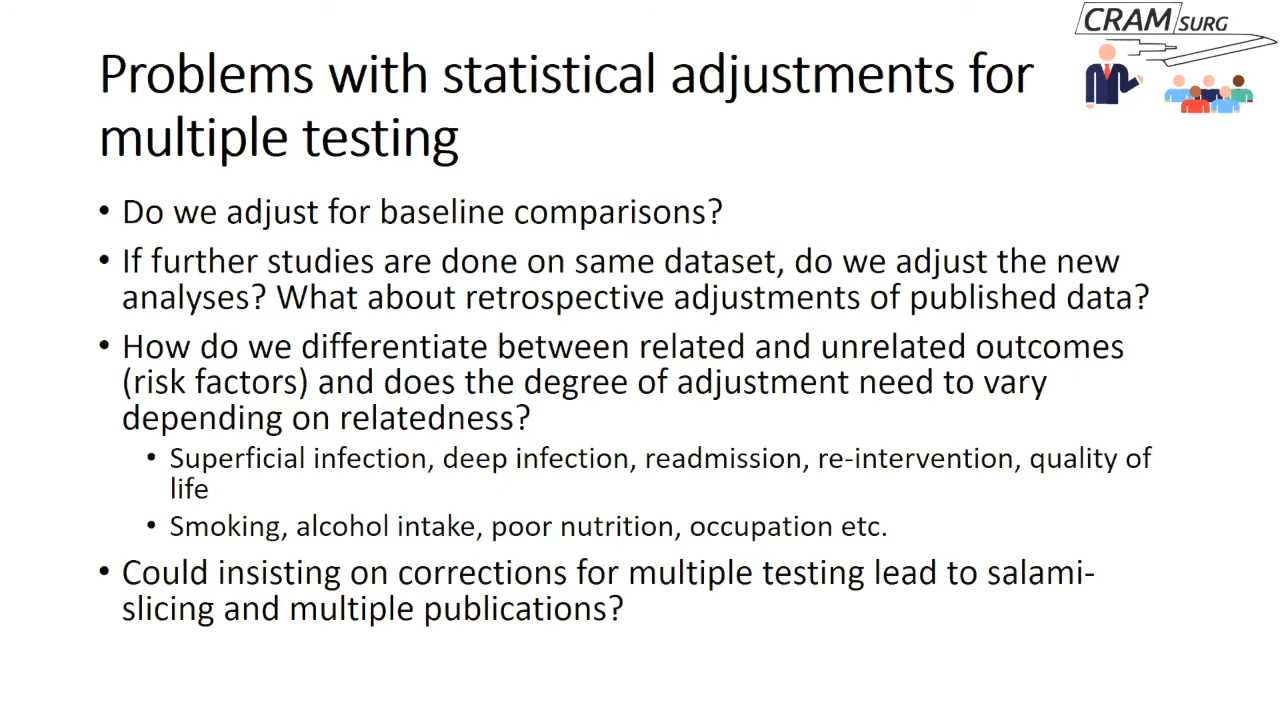 CRAM SURG
Problems with statistical adjustments for
multiple testing
• Do we adjust for baseline comparisons?
• If further studies are done on same dataset, do we adjust the new
analyses? What about retrospective adjustments of published data?
• How do we differentiate between related and unrelated outcomes
(risk factors) and does the degree of adjustment need to vary
depending on relatedness?
• Superficial infection, deep infection, readmission, re-intervention, quality of
life
• Smoking, alcohol intake, poor nutrition, occupation etc.
• Could insisting on corrections for multiple testing lead to salami-
slicing and multiple publications?